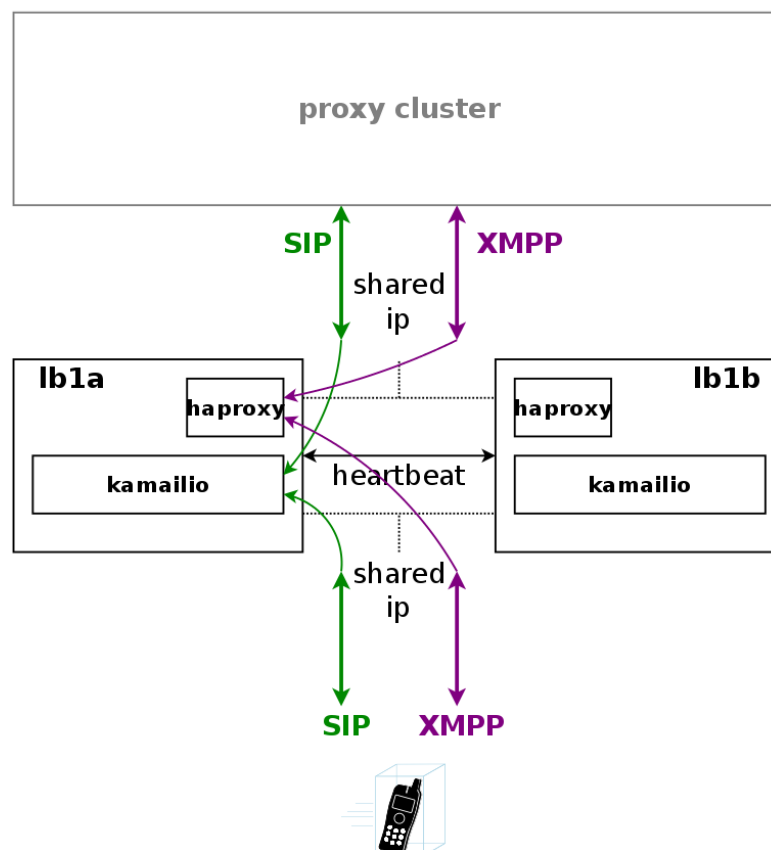 proxy cluster
SIP
XMPP
shared
ip
lb1a
lb1b
haproxy
haproxy
heartbeat
kamailio
kamailio
shared
ip
SIP
XMPP